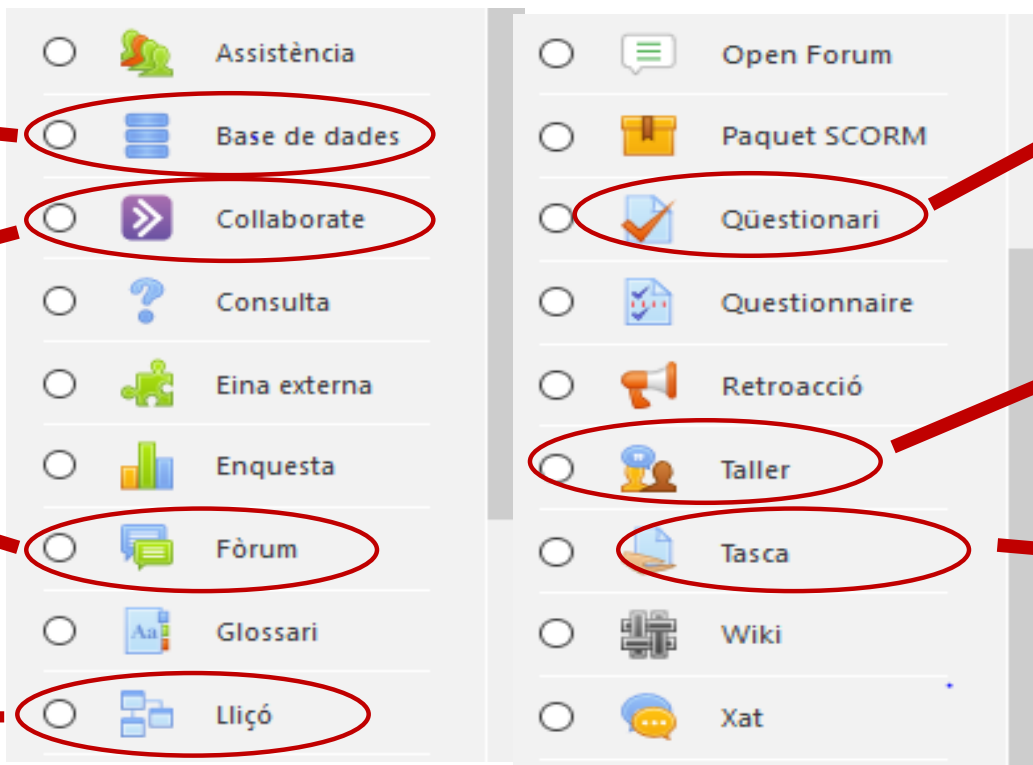 Assistència
Base de dades
Collaborate
Consulta
Eina externa
Enquesta
Fòrum
Aa
Glossari
Lliçó
Open Forum
Paquet SCORM
Qüestionari
Questionnaire
Retroacció
Taller
Tasca
Wiki
Xat